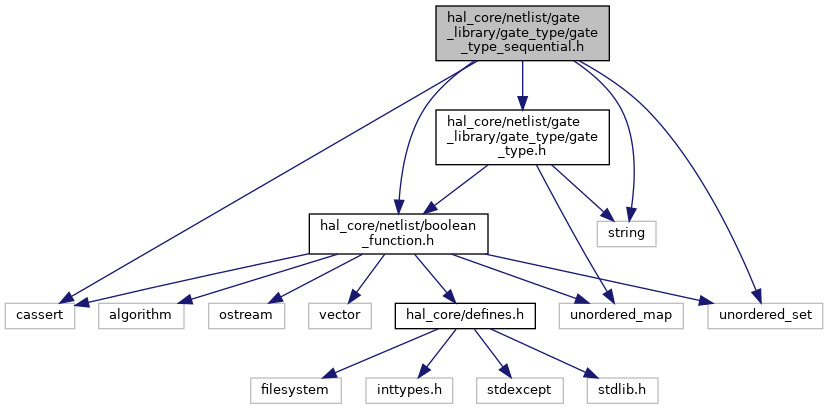 hal_core/netlist/gate
_library/gate_type/gate
_type_sequential.h
hal_core/netlist/gate
_library/gate_type/gate
_type.h
hal_core/netlist/boolean
_function.h
string
cassert
algorithm
ostream
vector
hal_core/defines.h
unordered_map
unordered_set
filesystem
inttypes.h
stdexcept
stdlib.h